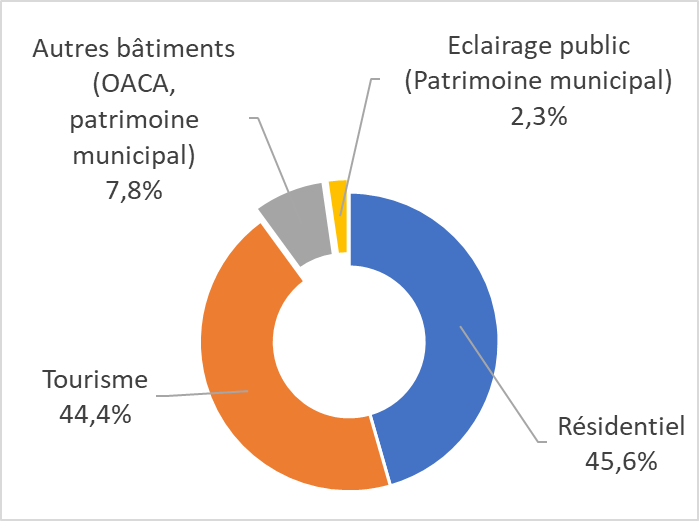 Autres bâtiments
(OACA,
patrimoine
municipal)
7,8%
Eclairage public
(Patrimoine municipal)
2,3%
Tourisme
44,4%
Résidentiel
45,6%